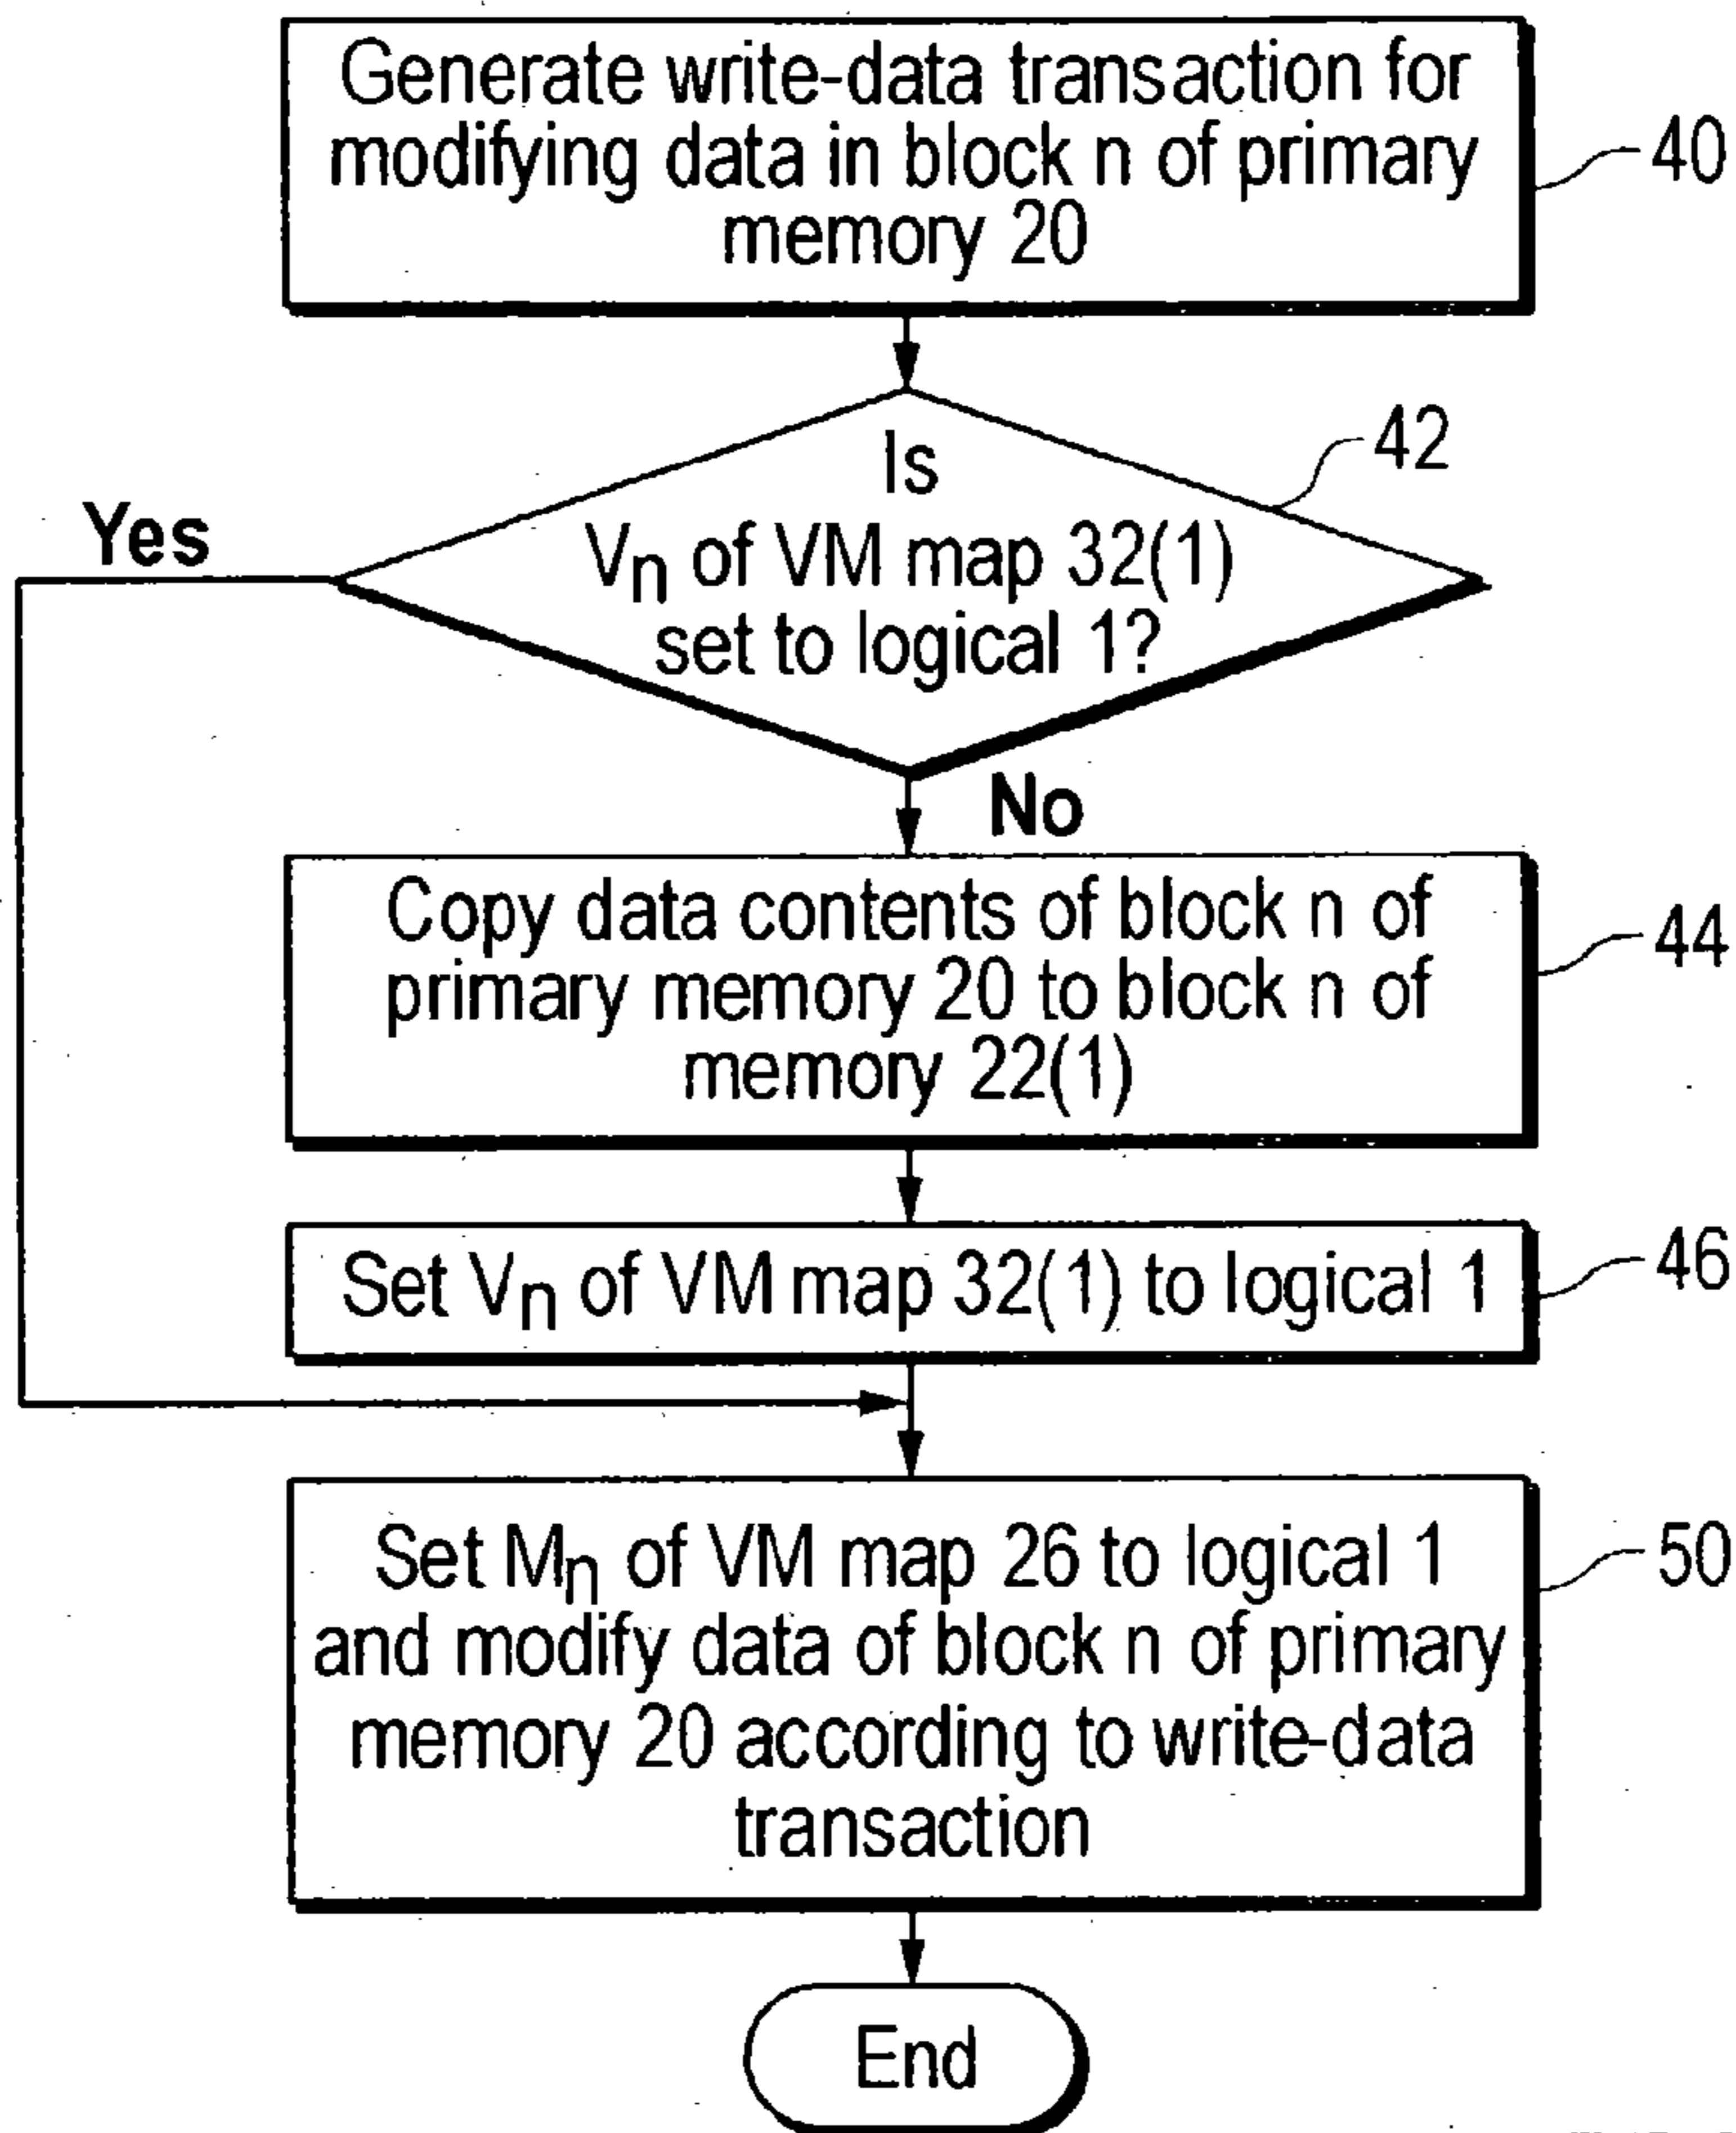 Generate write-data transaction for
modifying data in block n of primary
memory 20
40
Is
Vn of VM map 32(1)
set to logical 1?
42
Yes
No
Copy data contents of block n of
primary memory 20 to block n of
memory 22(1)
44
Set Vn of VM map 32(1) to logical 1
46
Set Mn of VM map 26 to logical 1
and modify data of block n of primary
memory 20 according to write-data
transaction
50
End